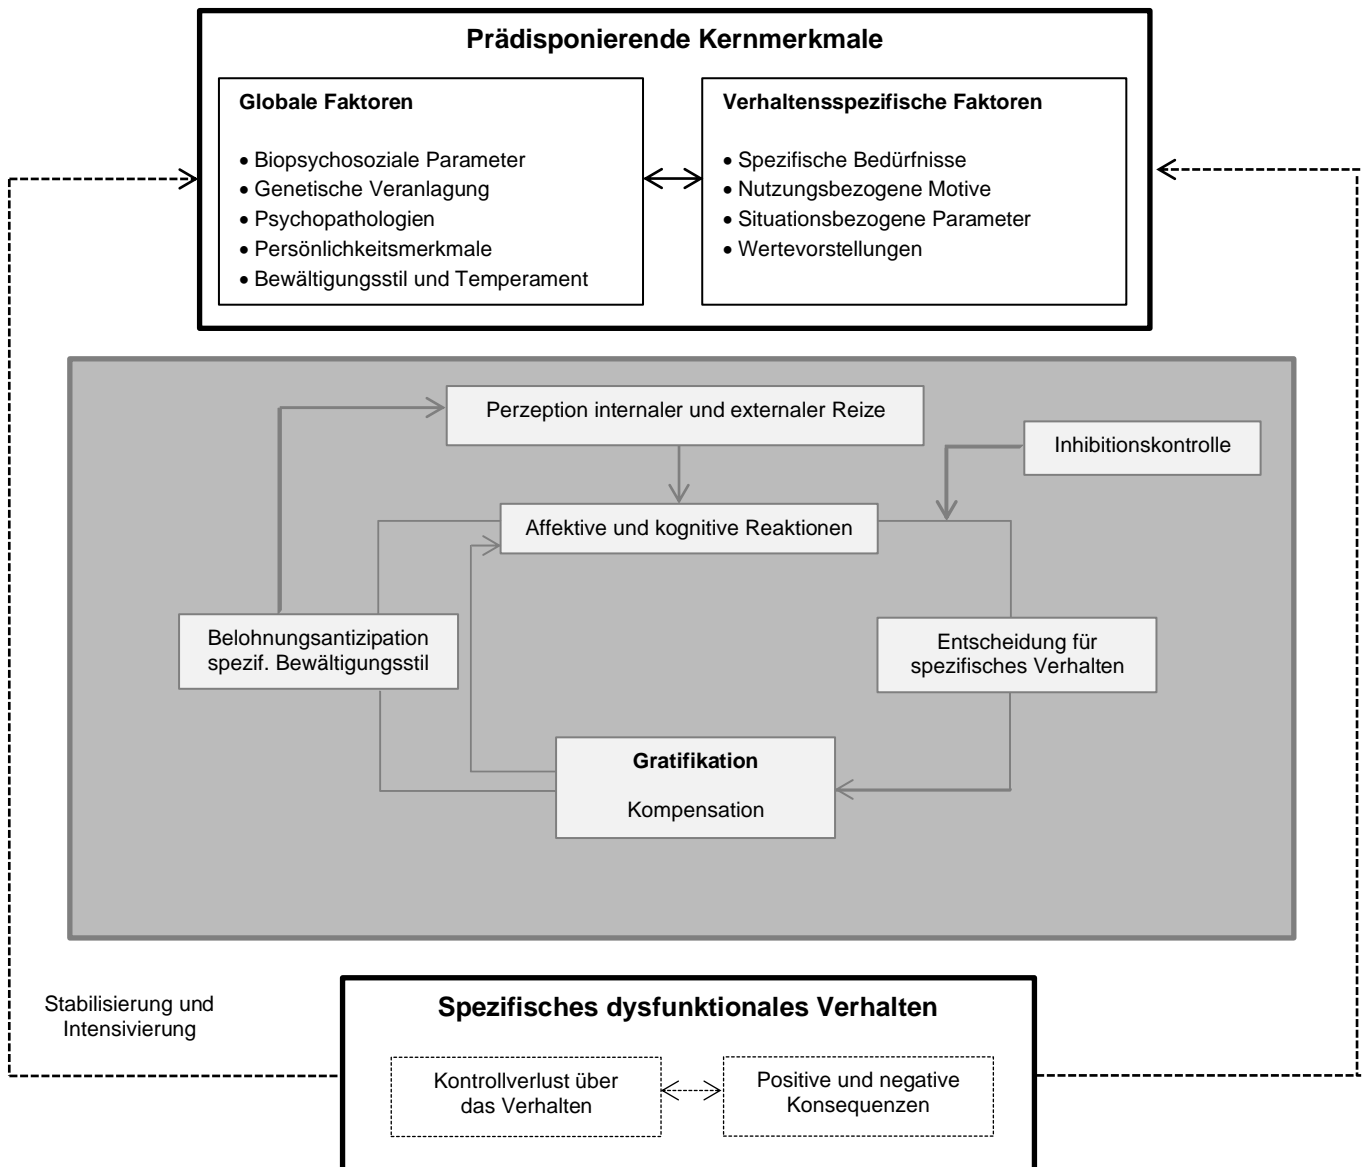 Prädisponierende Kernmerkmale
Globale Faktoren
• Biopsychosoziale Parameter
• Genetische Veranlagung
• Psychopathologien
• Persönlichkeitsmerkmale
• Bewältigungsstil und Temperament
Verhaltensspezifische Faktoren
• Spezifische Bedürfnisse
• Nutzungsbezogene Motive
• Situationsbezogene Parameter
• Wertevorstellungen
Perzeption internaler und externaler Reize
Inhibitionskontrolle
Affektive und kognitive Reaktionen
Belohnungsantizipation
spezif. Bewältigungsstil
Entscheidung für
spezifisches Verhalten
Gratifikation
Kompensation
Stabilisierung und
Intensivierung
Spezifisches dysfunktionales Verhalten
Kontrollverlust über
das Verhalten
Positive und negative
Konsequenzen